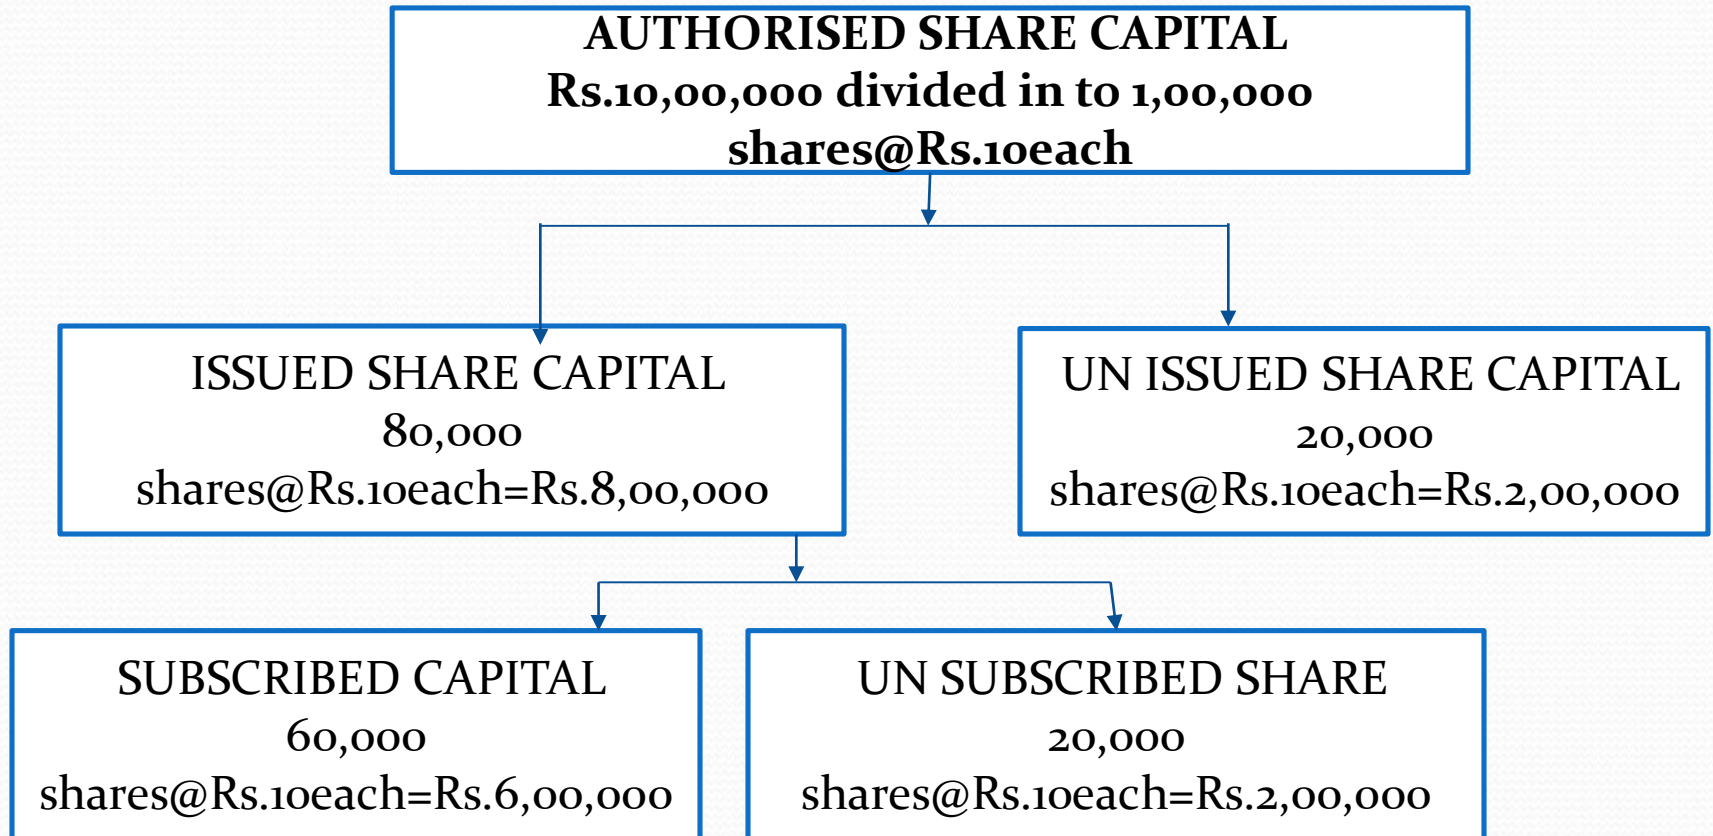 AUTHORISED SHARE CAPITAL
Rs.10,00,000 divided in to 1,00,000
shares@Rs.10each
ISSUED SHARE CAPITAL
80,000
shares@Rs.10each=Rs.8,00,000
UN ISSUED SHARE CAPITAL
20,000
shares@Rs.10each=Rs.2,00,000
SUBSCRIBED CAPITAL
60,000
shares@Rs.10each=Rs.6,00,000
UN SUBSCRIBED SHARE
20,000
shares@Rs.10each=Rs.2,00,000